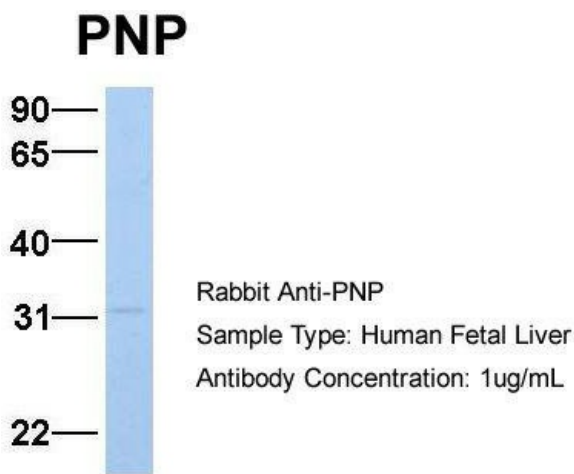 PNP
90
65
40
31
22
Rabbit Anti-PNP
Sample Type: Human Fetal Liver
Antibody Concentration: 1ug/mL